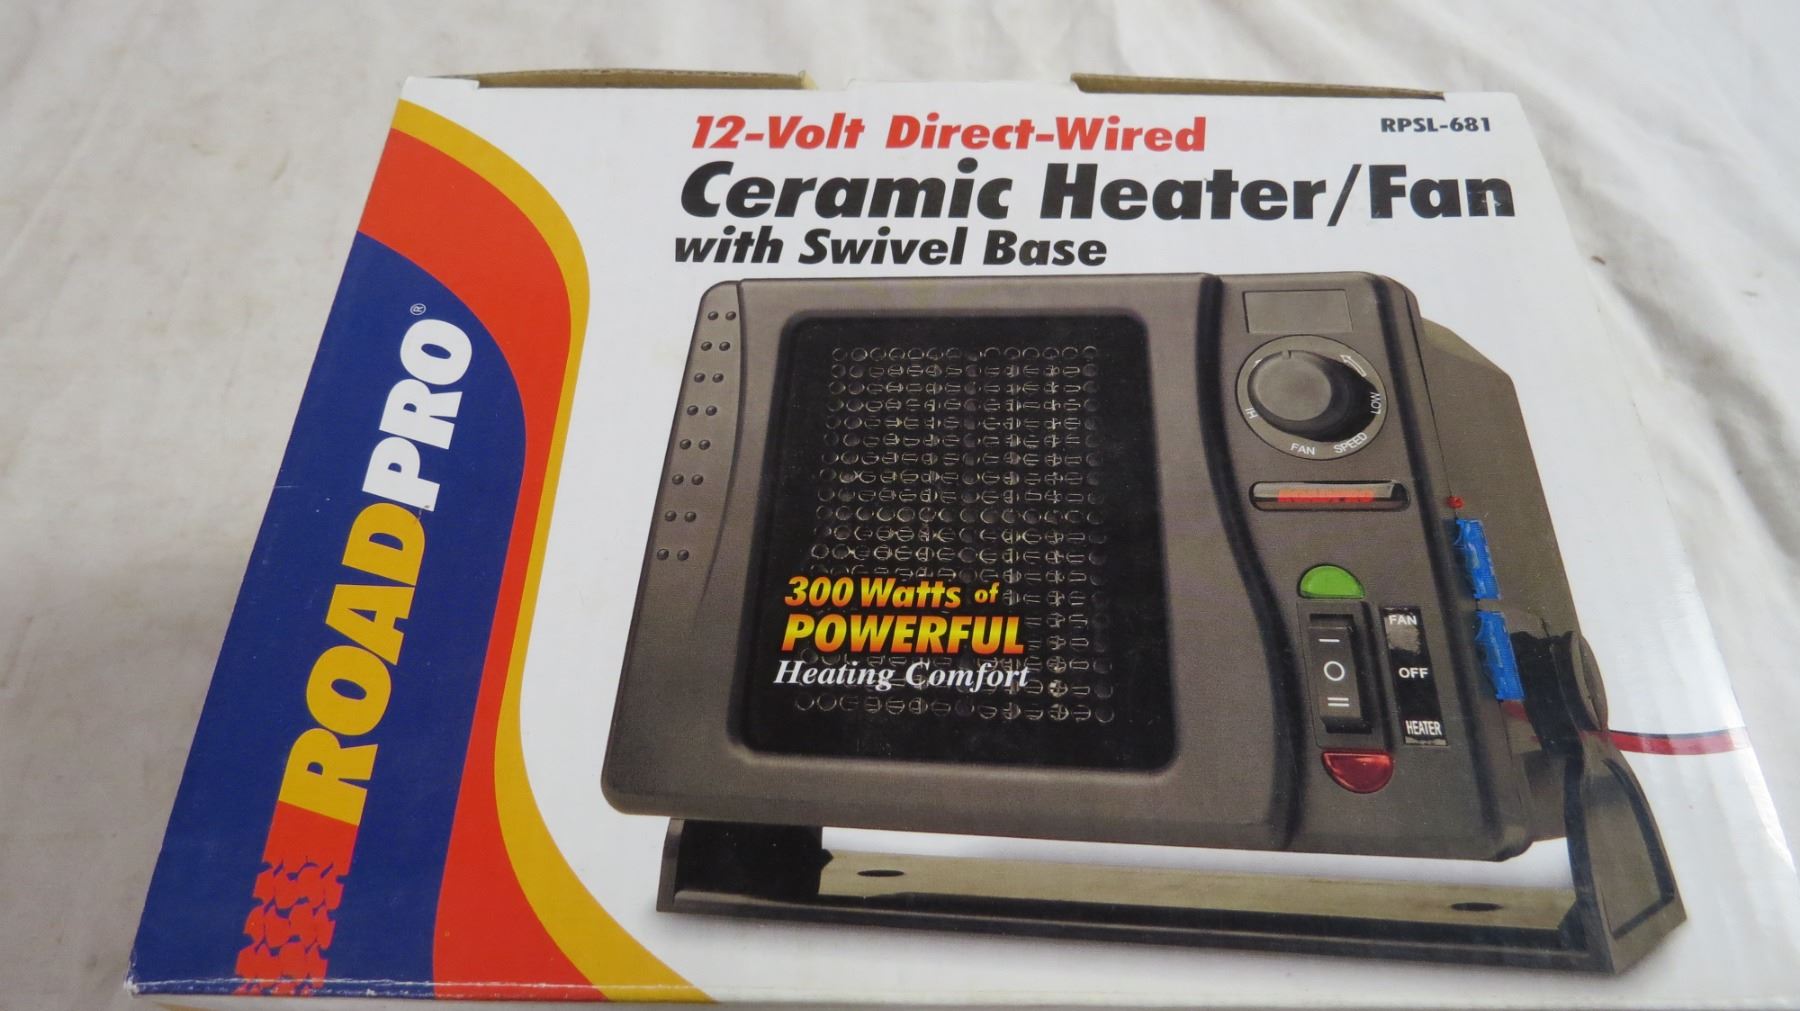 12-Volt Direct-Wired
RPSL-681
Ceramic Heater/Fan
with Swivel Base
ROADPRO®
HI FAN SPEED LOW
ROADPRO
300 Watts of
POWERFUL
Heating Comfort
FAN
OFF
HEATER